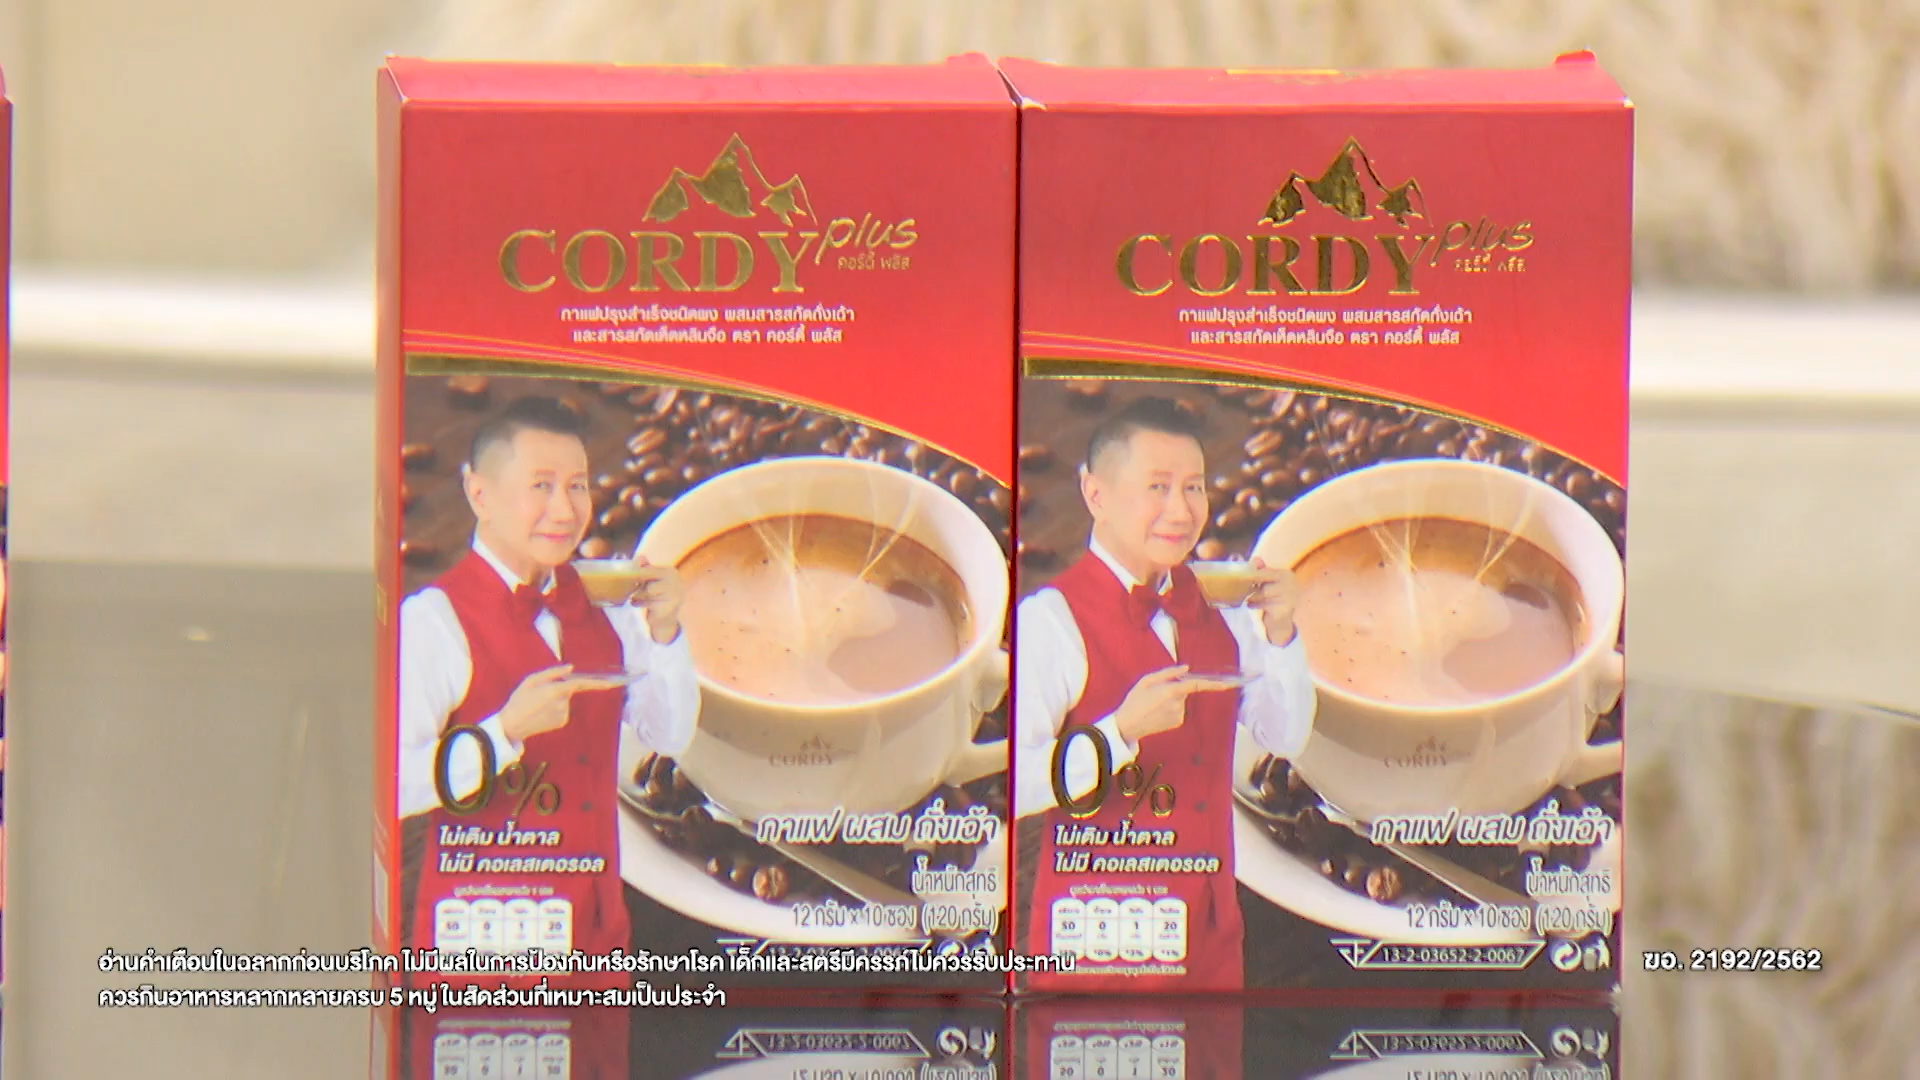 CORDY plus
คอร์ดี้ พลัส
กาแฟปรุงสำเร็จชนิดผง ผสมสารสกัดถั่งเฉ้า
และสารสกัดเห็ดหลินจือ ตรา คอร์ดี้ พลัส
CORDY
0%
ไม่เติม น้ำตาล
ไม่มี คอเลสเตอรอล
กาแฟ ผสม ถั่งเฉ้า
น้ำหนักสุทธิ
12 กรัม x 10 ซอง (120 กรัม)
50 0 1 20
CORDY plus
คอร์ดี้ พลัส
กาแฟปรุงสำเร็จชนิดผง ผสมสารสกัดถั่งเฉ้า
และสารสกัดเห็ดหลินจือ ตรา คอร์ดี้ พลัส
CORDY
0%
ไม่เติม น้ำตาล
ไม่มี คอเลสเตอรอล
กาแฟ ผสม ถั่งเฉ้า
น้ำหนักสุทธิ
12 กรัม x 10 ซอง (120 กรัม)
50 0 1 20
13-2-03652-2-0067
อ่านคำเตือนในฉลากก่อนบริโภค ไม่มีผลในการป้องกันหรือรักษาโรค เด็กและสตรีมีครรภ์ไม่ควรรับประทาน
ควรกินอาหารหลากหลายครบ 5 หมู่ ในสัดส่วนที่เหมาะสมเป็นประจำ
ฆอ. 2192/2562